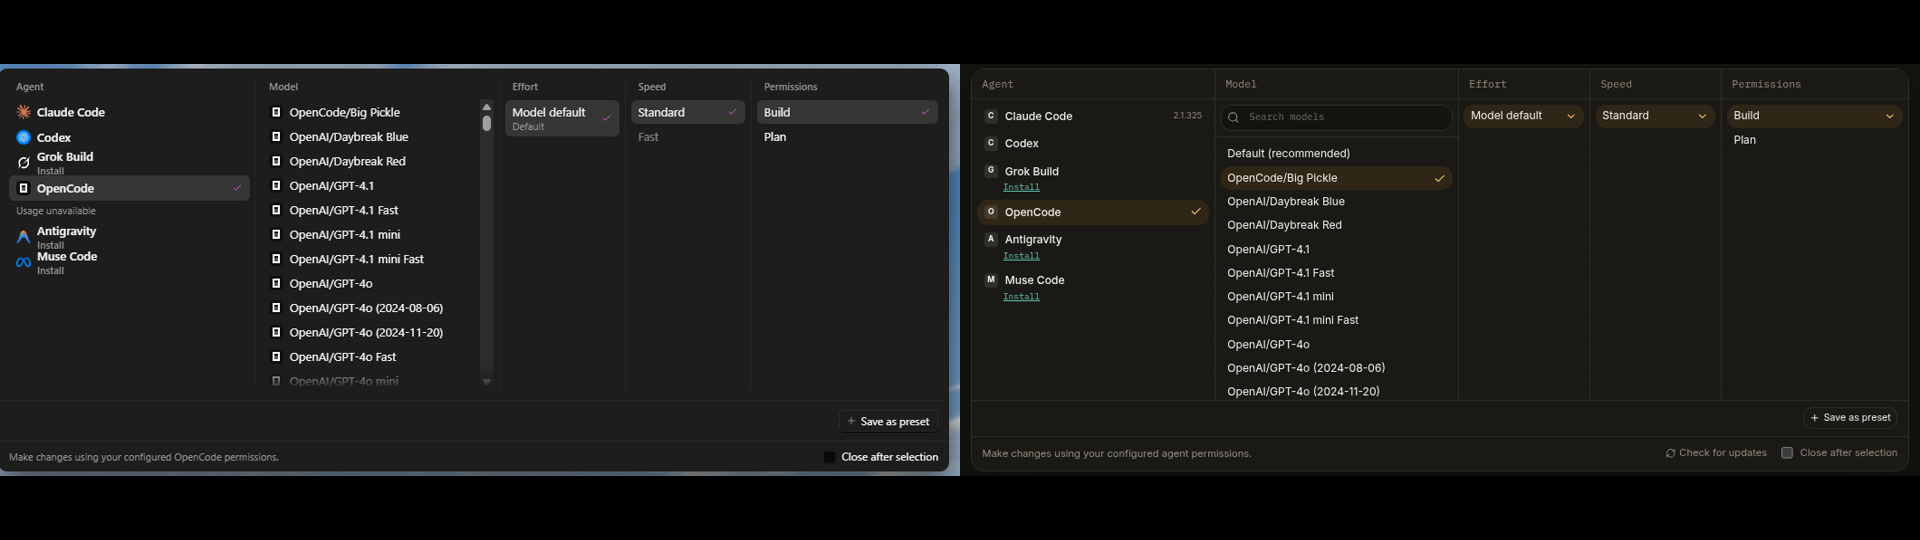 Agent
Claude Code
Codex
Grok Build
Install
OpenCode
Usage unavailable
Antigravity
Install
Muse Code
Install
Model
OpenCode/Big Pickle
OpenAI/Daybreak Blue
OpenAI/Daybreak Red
OpenAI/GPT-4.1
OpenAI/GPT-4.1 Fast
OpenAI/GPT-4.1 mini
OpenAI/GPT-4.1 mini Fast
OpenAI/GPT-4o
OpenAI/GPT-4o (2024-08-06)
OpenAI/GPT-4o (2024-11-20)
OpenAI/GPT-4o Fast
OpenAI/GPT-4o mini
Effort
Model default
Default
Speed
Standard
Fast
Permissions
Build
Plan
+ Save as preset
Make changes using your configured OpenCode permissions.
Close after selection
Agent
C Claude Code 2.1.325
C Codex
G Grok Build
Install
O OpenCode
A Antigravity
Install
M Muse Code
Install
Model
Search models
Default (recommended)
OpenCode/Big Pickle
OpenAI/Daybreak Blue
OpenAI/Daybreak Red
OpenAI/GPT-4.1
OpenAI/GPT-4.1 Fast
OpenAI/GPT-4.1 mini
OpenAI/GPT-4.1 mini Fast
OpenAI/GPT-4o
OpenAI/GPT-4o (2024-08-06)
OpenAI/GPT-4o (2024-11-20)
Effort
Model default
Speed
Standard
Permissions
Build
Plan
+ Save as preset
Make changes using your configured agent permissions.
Check for updates
Close after selection